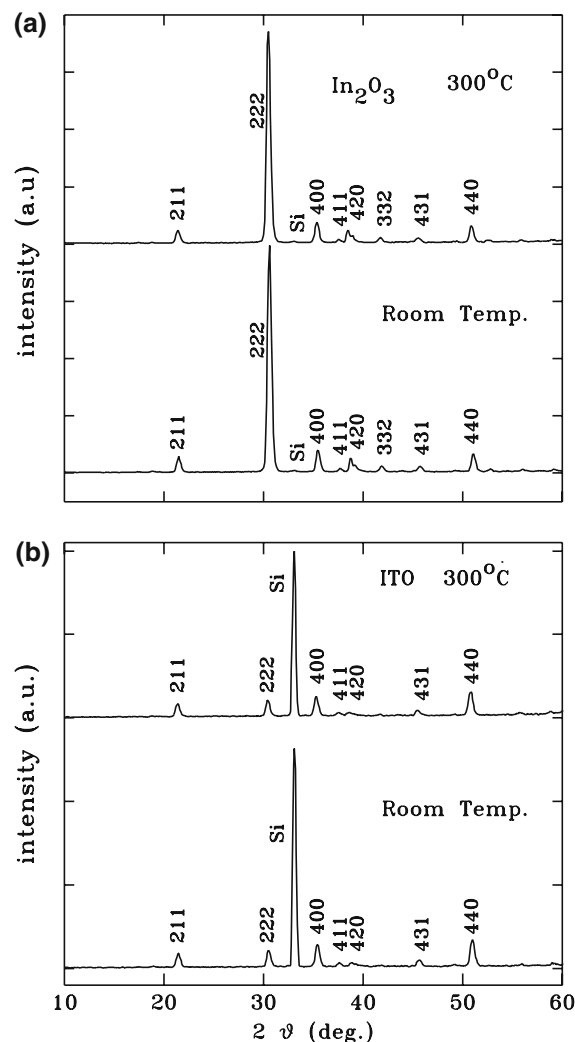 (a)
intensity (a.u)
In₂O₃ 300°C
211
222
Si
400
411
420
332
431
440
Room Temp.
211
222
Si
400
411
420
332
431
440
(b)
intensity (a.u.)
ITO 300°C
211
222
Si
400
411
420
431
440
Room Temp.
211
222
Si
400
411
420
431
440
10 20 30 40 50 60
2 ϑ (deg.)